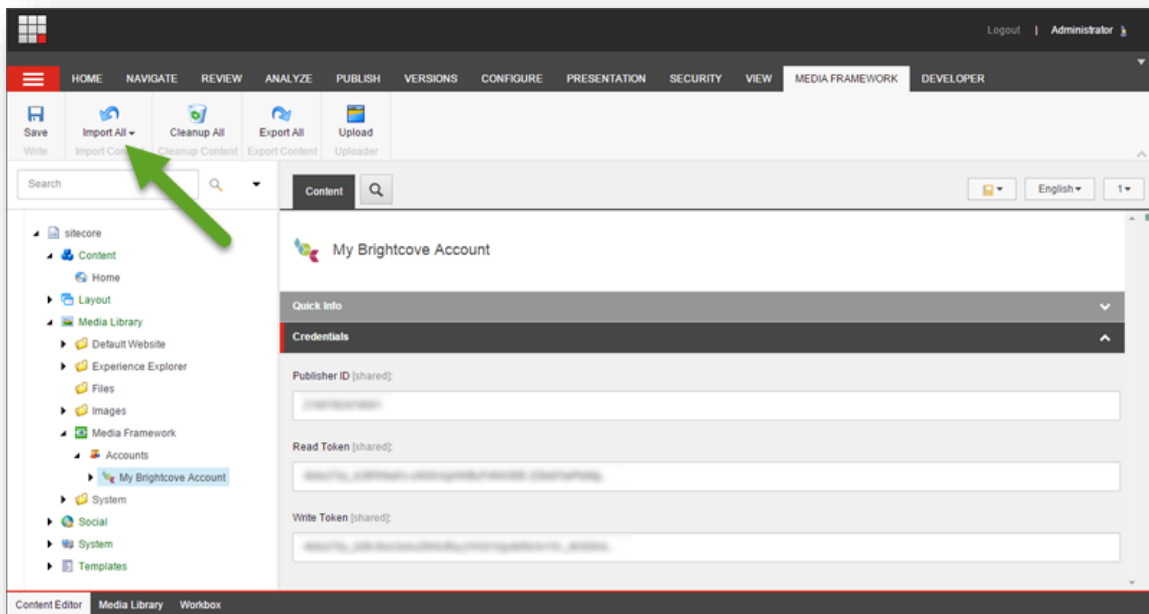 Logout | Administrator
HOME NAVIGATE REVIEW ANALYZE PUBLISH VERSIONS CONFIGURE PRESENTATION SECURITY VIEW MEDIA FRAMEWORK DEVELOPER
Save Import All Cleanup All Export All Upload
Write Import Cleanup Content Export Content Uploader
Search
Content
English
1
sitecore
Content
Home
Layout
Media Library
Default Website
Experience Explorer
Files
Images
Media Framework
Accounts
My Brightcove Account
System
Social
System
Templates
My Brightcove Account
Quick Info
Credentials
Publisher ID [shared]:
Read Token [shared]:
Write Token [shared]:
Content Editor Media Library Workbox